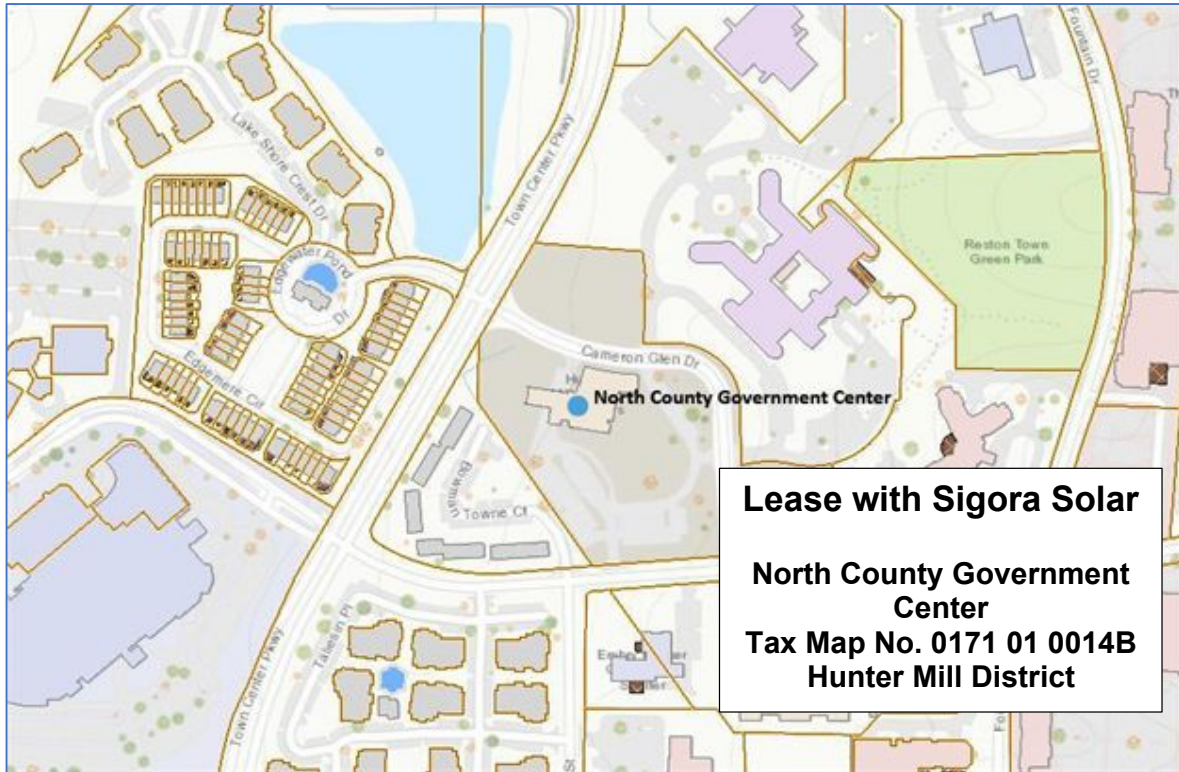 Fountain Dr
Lake Shore Crest Dr
Town Center Pkwy
Edgewater Pond
Dr
Reston Town
Green Park
Cameron Glen Dr
North County Government Center
Edgemere Cir
Bowman
Towne Ct
Lease with Sigora Solar
North County Government
Center
Tax Map No. 0171 01 0014B
Hunter Mill District
Taliesin Pl
Town Center Pkwy
St